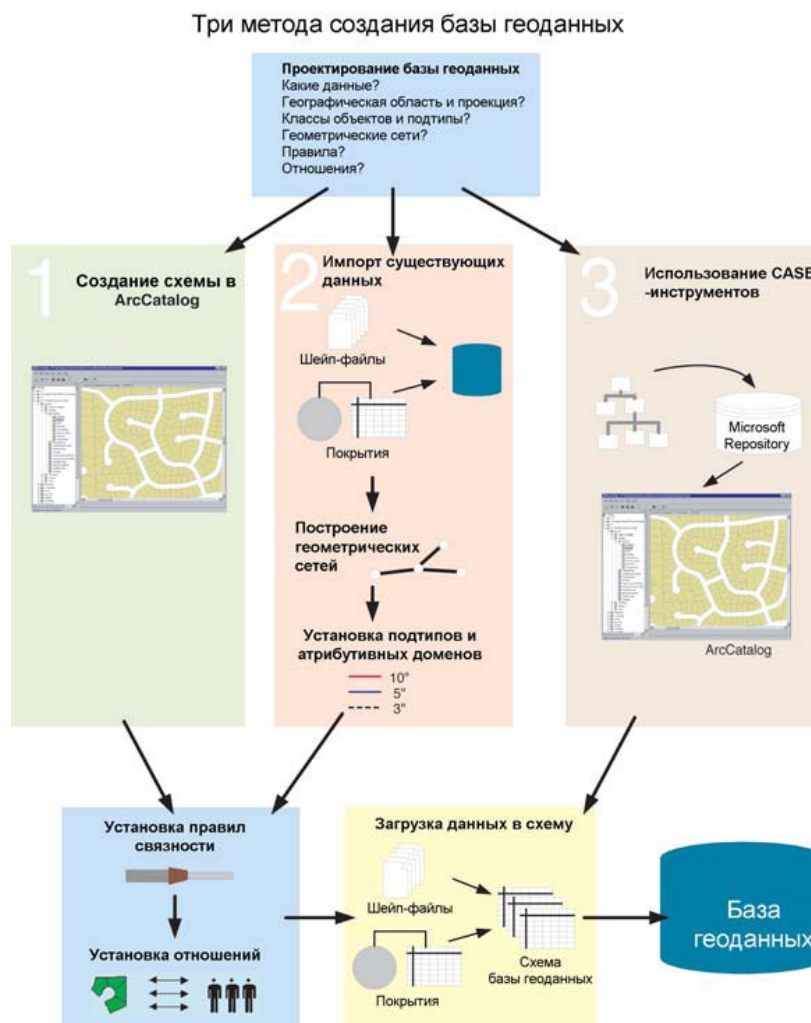 Три метода создания базы геоданных
Проектирование базы геоданных
Какие данные?
Географическая область и проекция?
Классы объектов и подтипы?
Геометрические сети?
Правила?
Отношения?
1
Создание схемы в
ArcCatalog
2
Импорт существующих
данных
Шейп-файлы
Покрытия
Построение
геометрических
сетей
Установка подтипов и
атрибутивных доменов
10"
5"
3"
3
Использование CASE
-инструментов
Microsoft
Repository
ArcCatalog
Установка правил
связности
Установка отношений
Загрузка данных в схему
Шейп-файлы
Покрытия
Схема
базы геоданных
База
геоданных